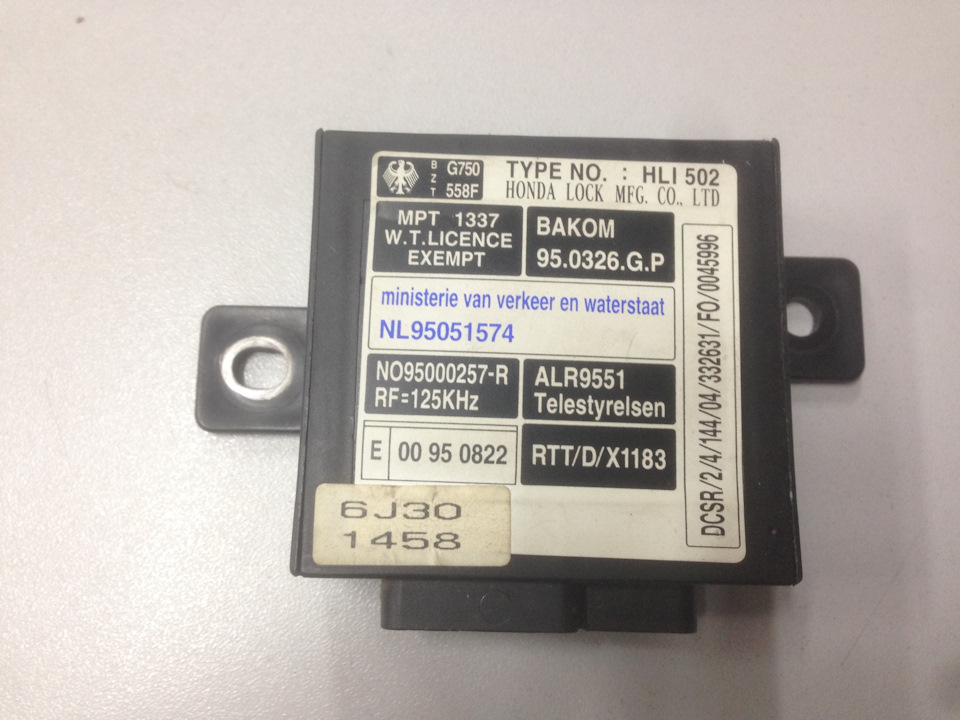 B Z T
G750
558F
TYPE NO. : HLI 502
HONDA LOCK MFG. CO., LTD
MPT 1337
W.T.LICENCE
EXEMPT
BAKOM
95.0326.G.P
ministerie van verkeer en waterstaat
NL95051574
NO95000257-R
RF=125KHz
ALR9551
Telestyrelsen
E 00 95 0822
RTT/D/X1183
DCSR/2/4/144/04/332631/FO/0045996
6J30
1458